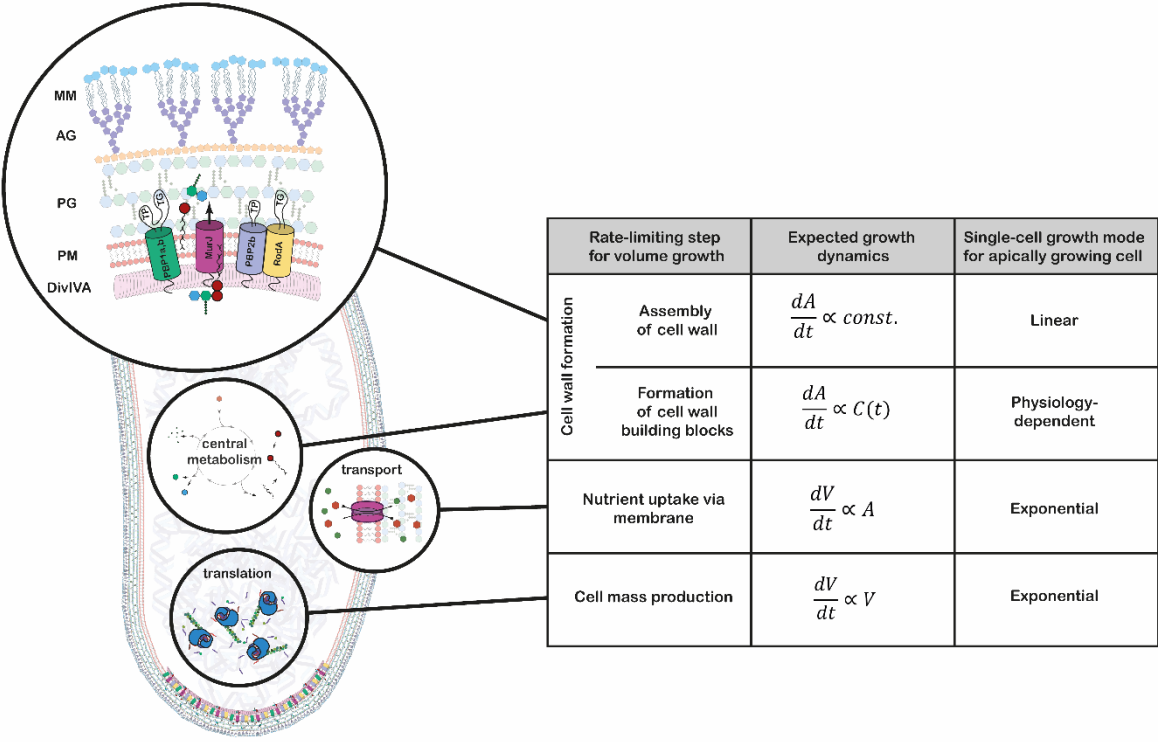 MM
AG
PG
PM
DivIVA
TP
TG
PBP1a,b
MurJ
TP
PBP2b
TG
RodA
central
metabolism
transport
translation
Rate-limiting step
for volume growth
Expected growth
dynamics
Single-cell growth mode
for apically growing cell
Cell wall formation
Assembly
of cell wall
dA/dt ∝ const.
Linear
Formation
of cell wall
building blocks
dA/dt ∝ C(t)
Physiology-
dependent
Nutrient uptake via
membrane
dV/dt ∝ A
Exponential
Cell mass production
dV/dt ∝ V
Exponential